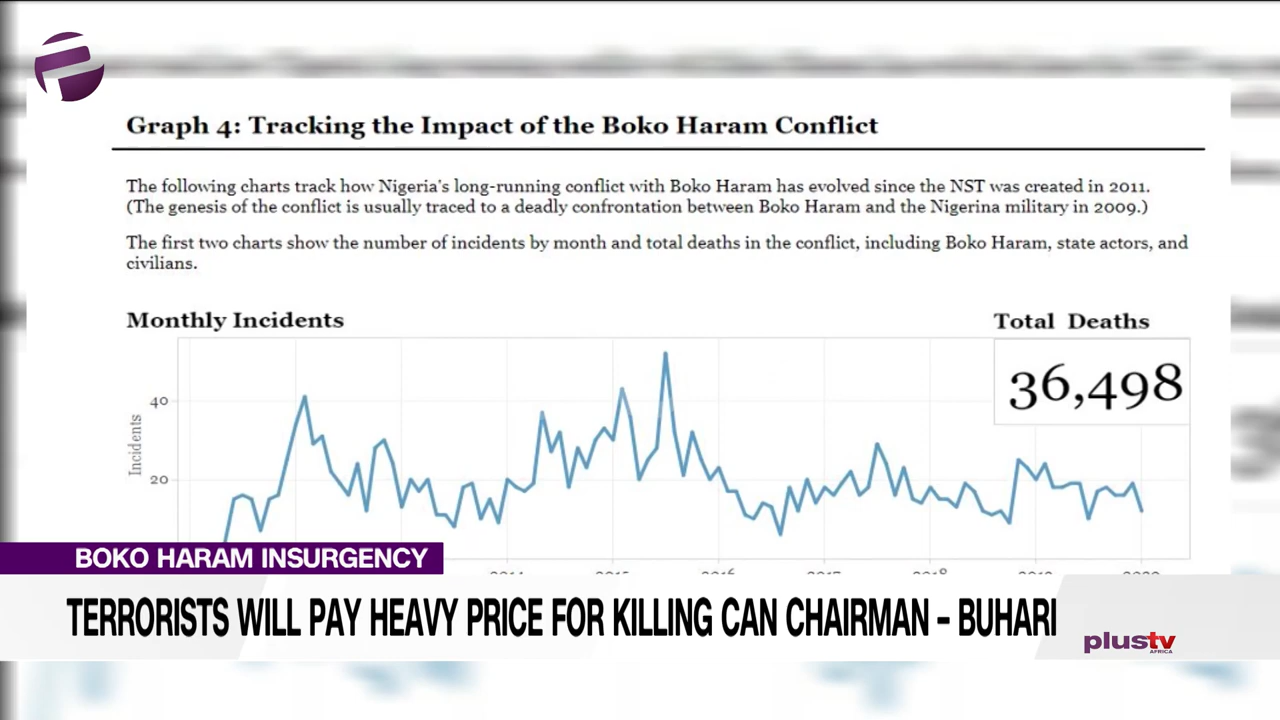 Graph 4: Tracking the Impact of the Boko Haram Conflict
The following charts track how Nigeria's long-running conflict with Boko Haram has evolved since the NST was created in 2011.
(The genesis of the conflict is usually traced to a deadly confrontation between Boko Haram and the Nigerina military in 2009.)
The first two charts show the number of incidents by month and total deaths in the conflict, including Boko Haram, state actors, and
civilians.
Monthly Incidents
Total Deaths
36,498
40
Incidents
20
BOKO HARAM INSURGENCY
TERRORISTS WILL PAY HEAVY PRICE FOR KILLING CAN CHAIRMAN – BUHARI
plustv
AFRICA